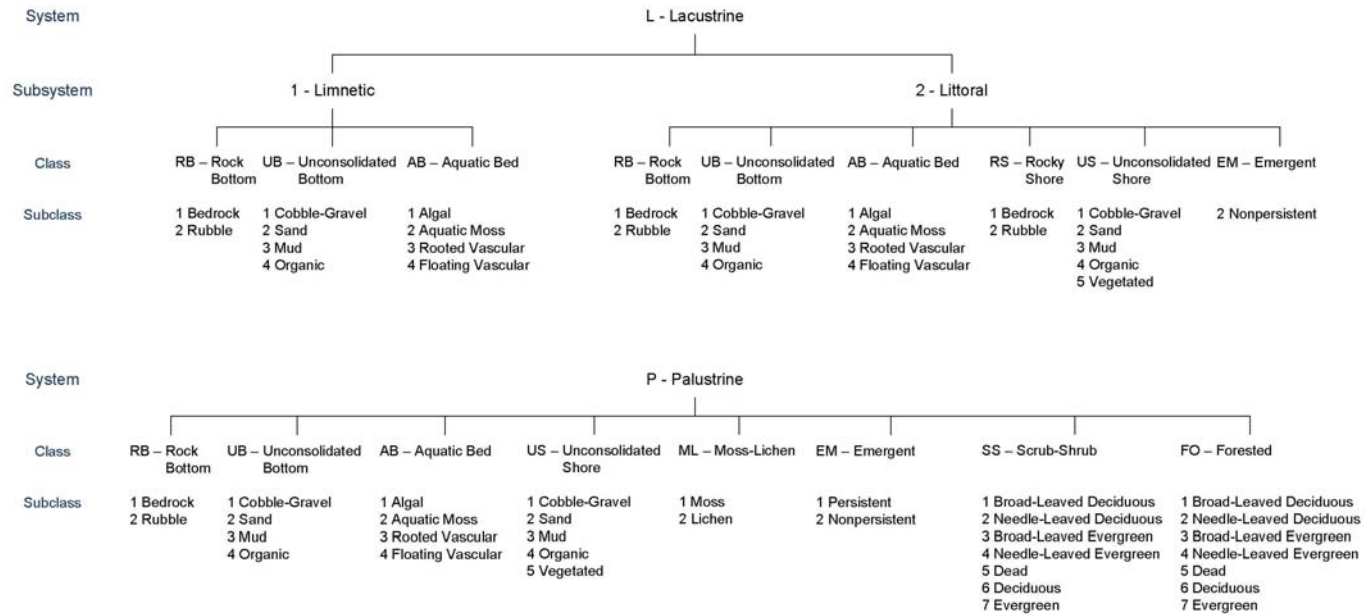 System
L - Lacustrine
Subsystem
1 - Limnetic
2 - Littoral
Class
RB – Rock
Bottom
UB – Unconsolidated
Bottom
AB – Aquatic Bed
RB – Rock
Bottom
UB – Unconsolidated
Bottom
AB – Aquatic Bed
RS – Rocky
Shore
US – Unconsolidated
Shore
EM – Emergent
Subclass
1 Bedrock
2 Rubble
1 Cobble-Gravel
2 Sand
3 Mud
4 Organic
1 Algal
2 Aquatic Moss
3 Rooted Vascular
4 Floating Vascular
1 Bedrock
2 Rubble
1 Cobble-Gravel
2 Sand
3 Mud
4 Organic
1 Algal
2 Aquatic Moss
3 Rooted Vascular
4 Floating Vascular
1 Bedrock
2 Rubble
1 Cobble-Gravel
2 Sand
3 Mud
4 Organic
5 Vegetated
2 Nonpersistent
System
P - Palustrine
Class
RB – Rock
Bottom
UB – Unconsolidated
Bottom
AB – Aquatic Bed
US – Unconsolidated
Shore
ML – Moss-Lichen
EM – Emergent
SS – Scrub-Shrub
FO – Forested
Subclass
1 Bedrock
2 Rubble
1 Cobble-Gravel
2 Sand
3 Mud
4 Organic
1 Algal
2 Aquatic Moss
3 Rooted Vascular
4 Floating Vascular
1 Cobble-Gravel
2 Sand
3 Mud
4 Organic
5 Vegetated
1 Moss
2 Lichen
1 Persistent
2 Nonpersistent
1 Broad-Leaved Deciduous
2 Needle-Leaved Deciduous
3 Broad-Leaved Evergreen
4 Needle-Leaved Evergreen
5 Dead
6 Deciduous
7 Evergreen
1 Broad-Leaved Deciduous
2 Needle-Leaved Deciduous
3 Broad-Leaved Evergreen
4 Needle-Leaved Evergreen
5 Dead
6 Deciduous
7 Evergreen